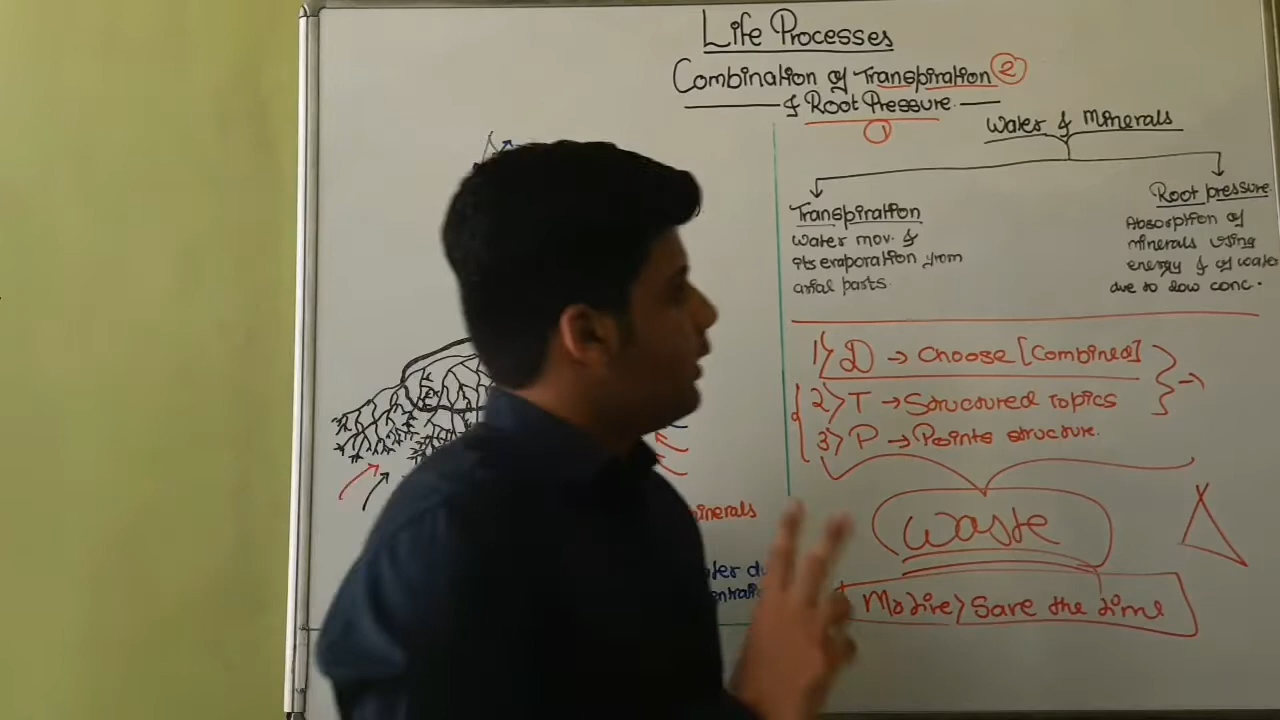 Life Processes
Combination of Transpiration 2
& Root Pressure.
1
Water & Minerals
Transpiration
Water mov. &
its evaporation from
arial parts.
Root pressure
Absorption of
minerals using
energy & of water
due to low conc.
1) D → Choose [Combined]
2) T → Structured Topics
3) P → Points structure.
Waste
Motive > Save the time
minerals